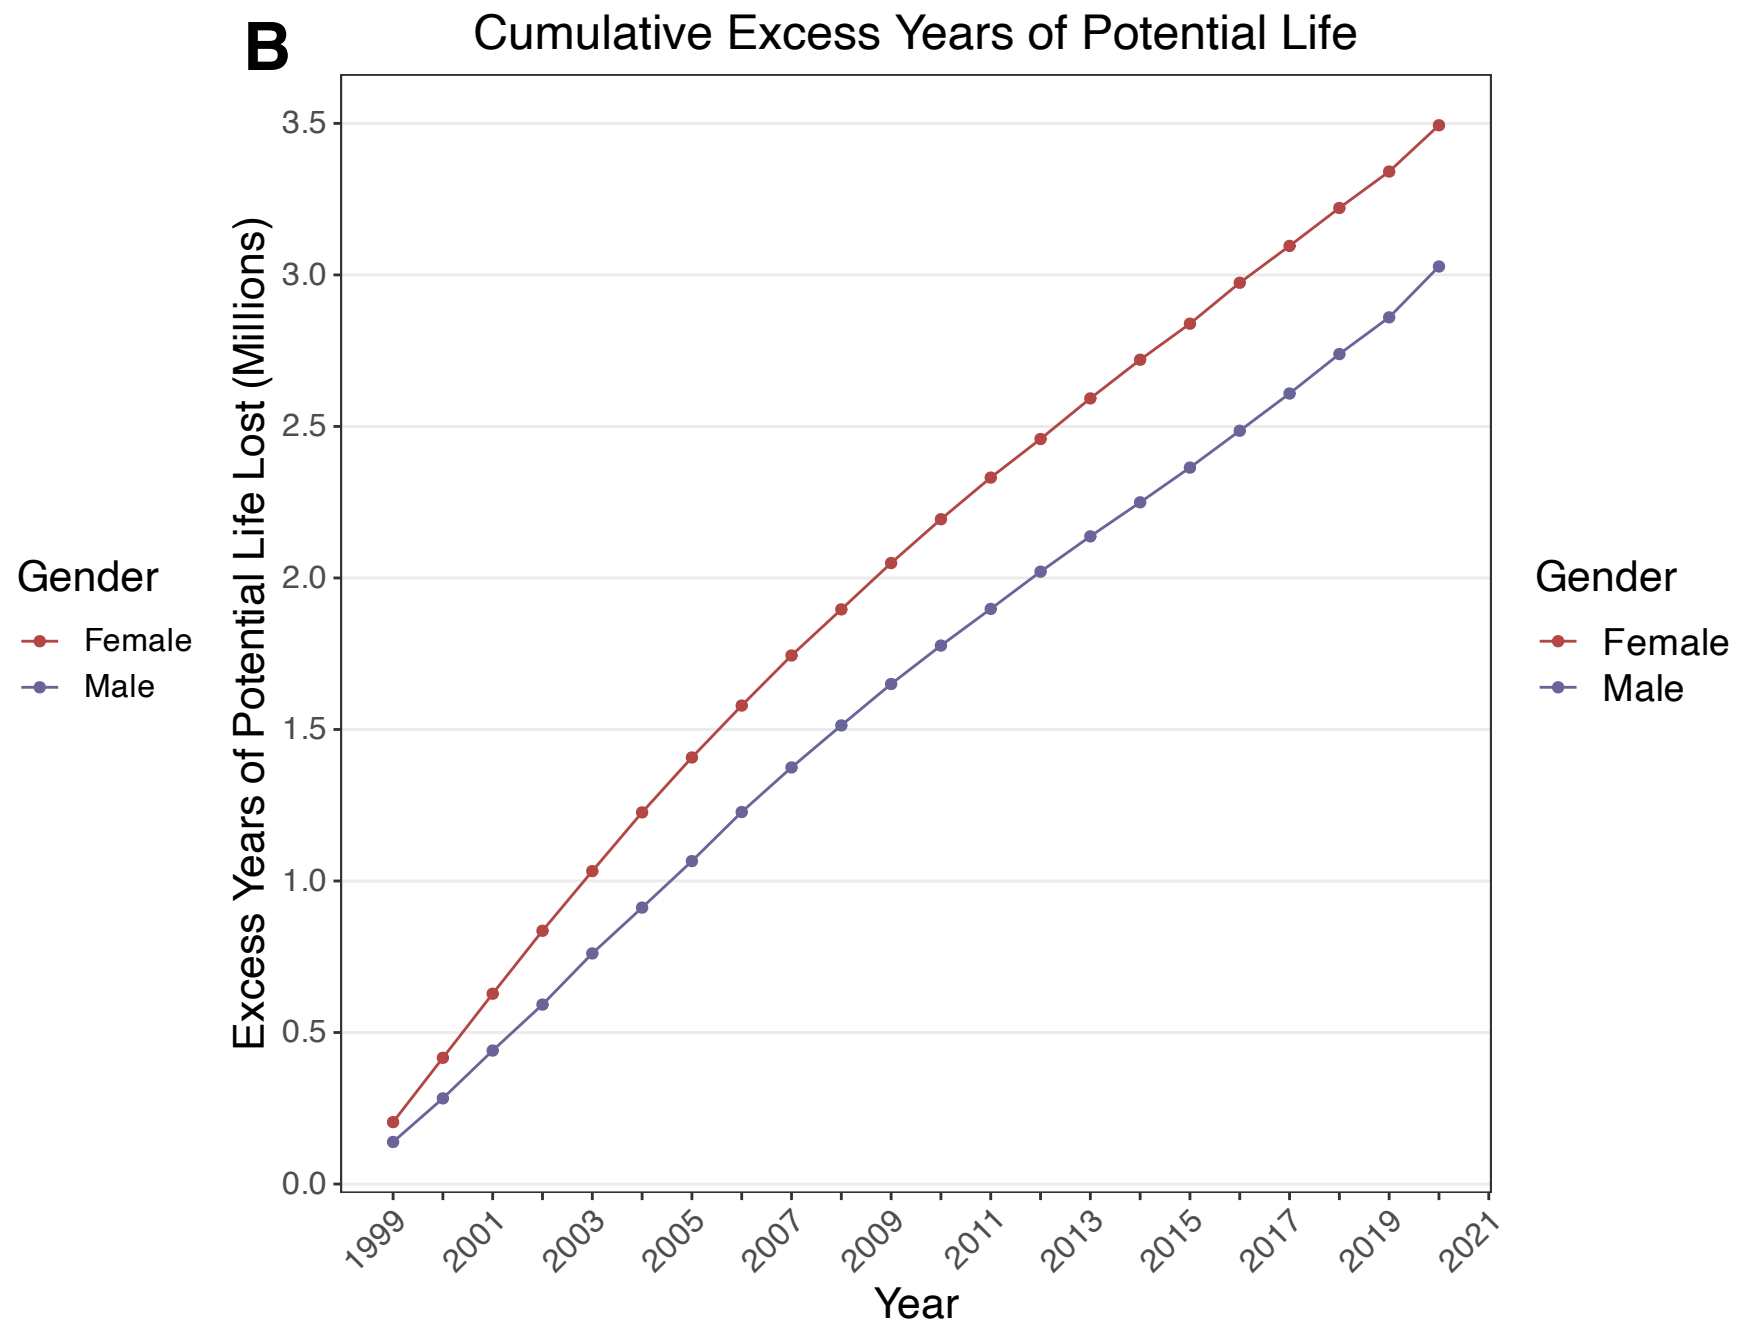 B
Cumulative Excess Years of Potential Life
Excess Years of Potential Life Lost (Millions)
3.5
3.0
2.5
2.0
1.5
1.0
0.5
0.0
1999
2001
2003
2005
2007
2009
2011
2013
2015
2017
2019
2021
Year
Gender
Female
Male
Gender
Female
Male